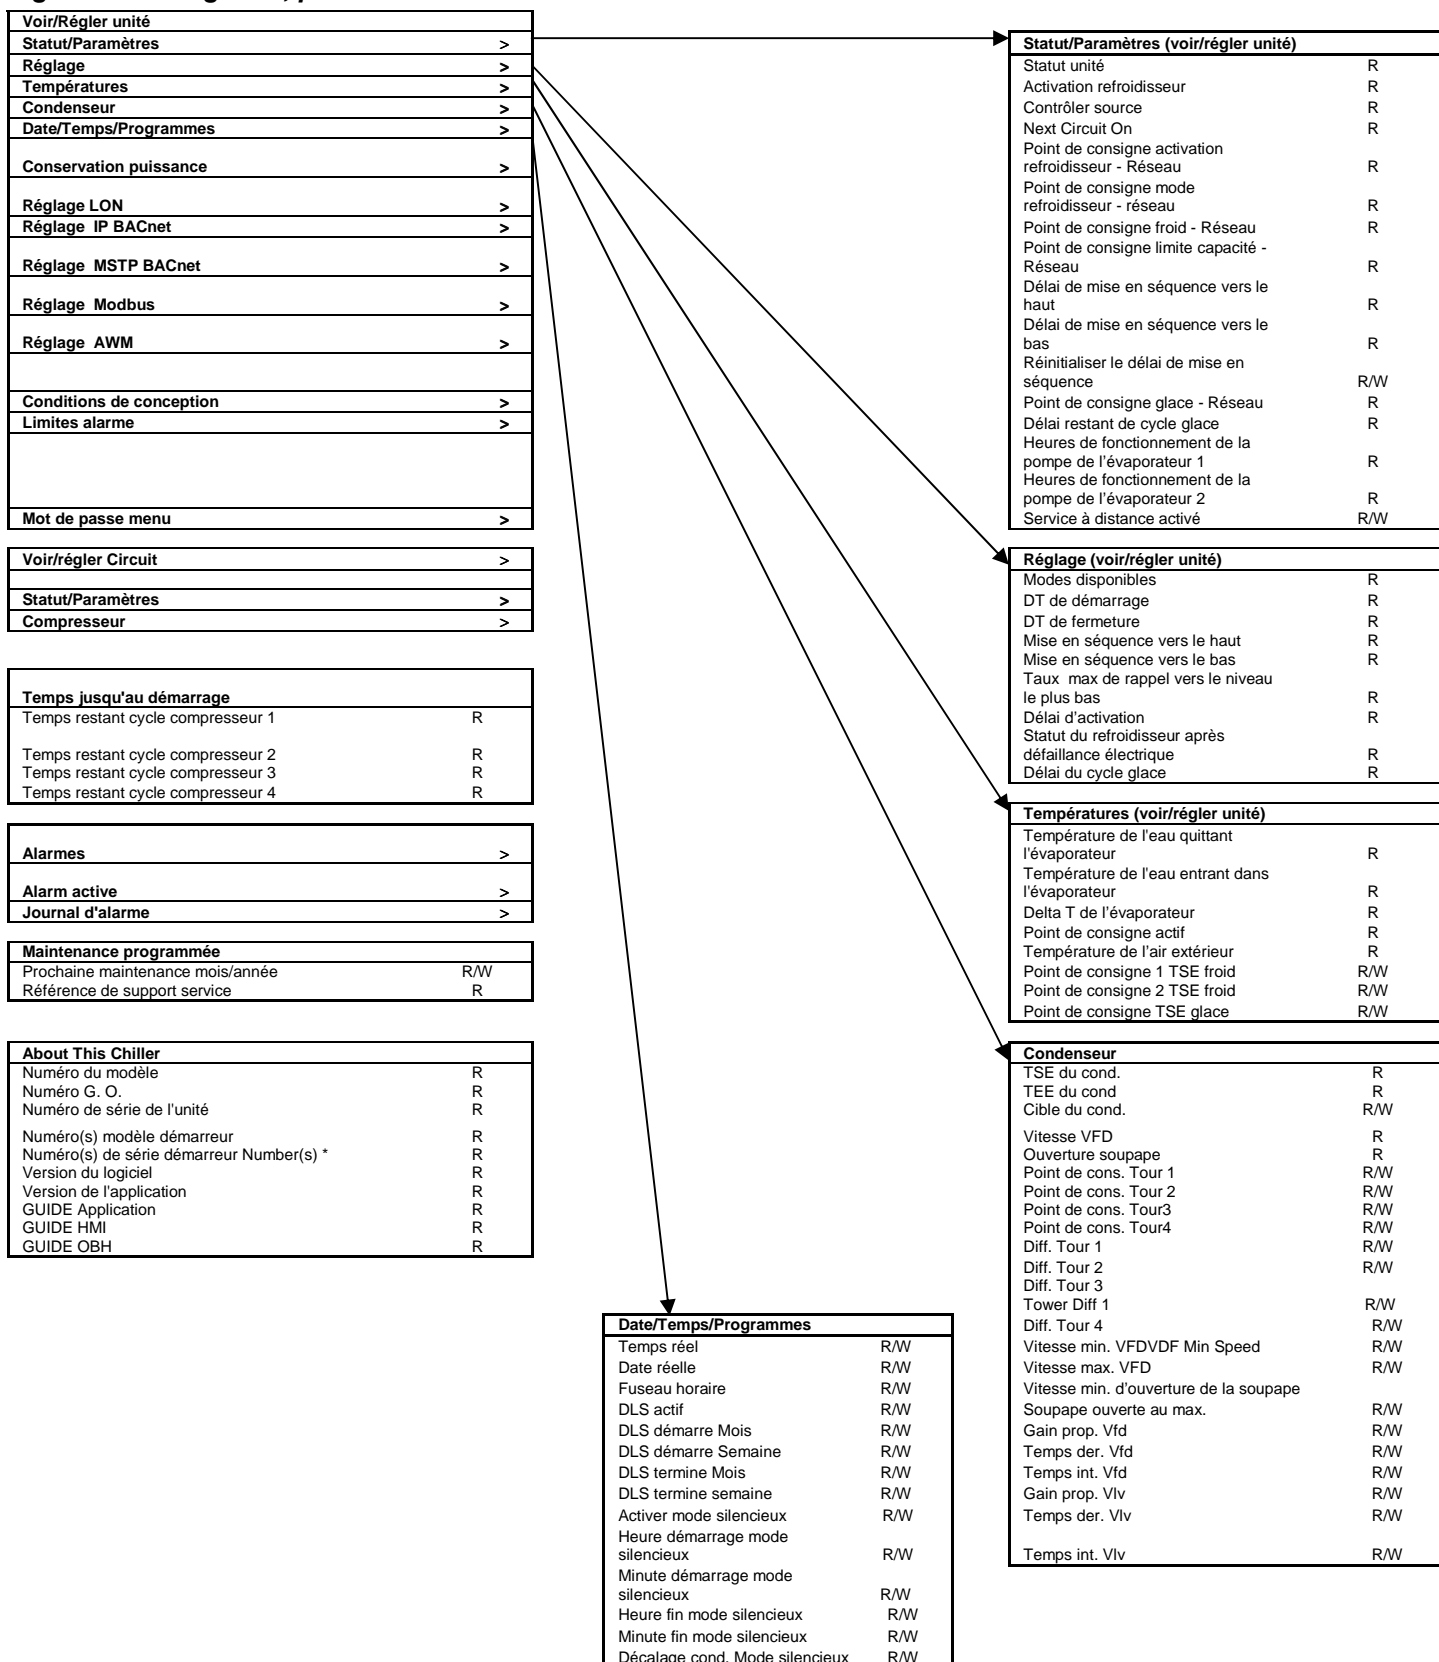 Voir/Régler unité
Statut/Paramètres >
Réglage >
Températures >
Condenseur >
Date/Temps/Programmes >
Conservation puissance >
Réglage LON >
Réglage IP BACnet >
Réglage MSTP BACnet >
Réglage Modbus >
Réglage AWM >
Conditions de conception >
Limites alarme >
Mot de passe menu >
Voir/régler Circuit >
Statut/Paramètres >
Compresseur >
Temps jusqu'au démarrage
Temps restant cycle compresseur 1 R
Temps restant cycle compresseur 2 R
Temps restant cycle compresseur 3 R
Temps restant cycle compresseur 4 R
Alarmes >
Alarm active >
Journal d'alarme >
Maintenance programmée
Prochaine maintenance mois/année R/W
Référence de support service R
About This Chiller
Numéro du modèle R
Numéro G. O. R
Numéro de série de l'unité R
Numéro(s) modèle démarreur R
Numéro(s) de série démarreur Number(s) * R
Version du logiciel R
Version de l'application R
GUIDE Application R
GUIDE HMI R
GUIDE OBH R
Statut/Paramètres (voir/régler unité)
Statut unité R
Activation refroidisseur R
Contrôler source R
Next Circuit On R
Point de consigne activation
refroidisseur - Réseau R
Point de consigne mode
refroidisseur - réseau R
Point de consigne froid - Réseau R
Point de consigne limite capacité -
Réseau R
Délai de mise en séquence vers le
haut R
Délai de mise en séquence vers le
bas R
Réinitialiser le délai de mise en
séquence R/W
Point de consigne glace - Réseau R
Délai restant de cycle glace R
Heures de fonctionnement de la
pompe de l’évaporateur 1 R
Heures de fonctionnement de la
pompe de l’évaporateur 2 R
Service à distance activé R/W
Réglage (voir/régler unité)
Modes disponibles R
DT de démarrage R
DT de fermeture R
Mise en séquence vers le haut R
Mise en séquence vers le bas R
Taux max de rappel vers le niveau
le plus bas R
Délai d’activation R
Statut du refroidisseur après
défaillance électrique R
Délai du cycle glace R
Températures (voir/régler unité)
Température de l'eau quittant
l'évaporateur R
Température de l'eau entrant dans
l'évaporateur R
Delta T de l’évaporateur R
Point de consigne actif R
Température de l’air extérieur R
Point de consigne 1 TSE froid R/W
Point de consigne 2 TSE froid R/W
Point de consigne TSE glace R/W
Condenseur
TSE du cond. R
TEE du cond R
Cible du cond. R/W
Vitesse VFD R
Ouverture soupape R
Point de cons. Tour 1 R/W
Point de cons. Tour 2 R/W
Point de cons. Tour3 R/W
Point de cons. Tour4 R/W
Diff. Tour 1 R/W
Diff. Tour 2 R/W
Diff. Tour 3
Tower Diff 1 R/W
Diff. Tour 4 R/W
Vitesse min. VFDVDF Min Speed R/W
Vitesse max. VFD R/W
Vitesse min. d'ouverture de la soupape
Soupape ouverte au max. R/W
Gain prop. Vfd R/W
Temps der. Vfd R/W
Temps int. Vfd R/W
Gain prop. Vlv R/W
Temps der. Vlv R/W
Temps int. Vlv R/W
Date/Temps/Programmes
Temps réel R/W
Date réelle R/W
Fuseau horaire R/W
DLS actif R/W
DLS démarre Mois R/W
DLS démarre Semaine R/W
DLS termine Mois R/W
DLS termine semaine R/W
Activer mode silencieux R/W
Heure démarrage mode
silencieux R/W
Minute démarrage mode
silencieux R/W
Heure fin mode silencieux R/W
Minute fin mode silencieux R/W
Décalage cond. Mode silencieux R/W